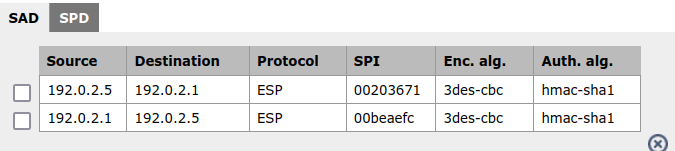 SAD SPD
Source Destination Protocol SPI Enc. alg. Auth. alg.
192.0.2.5 192.0.2.1 ESP 00203671 3des-cbc hmac-sha1
192.0.2.1 192.0.2.5 ESP 00beaefc 3des-cbc hmac-sha1